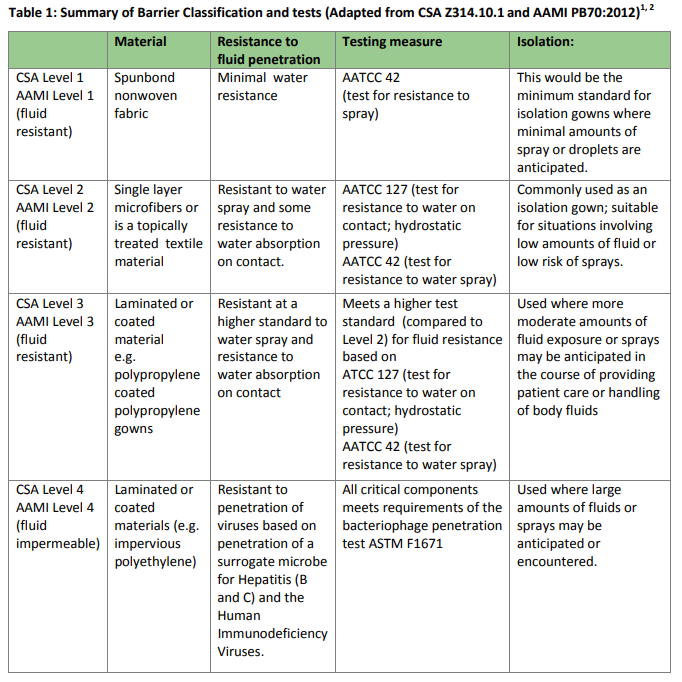 Table 1: Summary of Barrier Classification and tests (Adapted from CSA Z314.10.1 and AAMI PB70:2012)1, 2
Material
Resistance to
fluid penetration
Testing measure
Isolation:
CSA Level 1
AAMI Level 1
(fluid
resistant)
Spunbond
nonwoven
fabric
Minimal water
resistance
AATCC 42
(test for resistance to
spray)
This would be the
minimum standard for
isolation gowns where
minimal amounts of
spray or droplets are
anticipated.
CSA Level 2
AAMI Level 2
(fluid
resistant)
Single layer
microfibers or
is a topically
treated textile
material
Resistant to water
spray and some
resistance to
water absorption
on contact.
AATCC 127 (test for
resistance to water on
contact; hydrostatic
pressure)
AATCC 42 (test for
resistance to water spray)
Commonly used as an
isolation gown; suitable
for situations involving
low amounts of fluid or
low risk of sprays.
CSA Level 3
AAMI Level 3
(fluid
resistant)
Laminated or
coated
material
e.g.
polypropylene
coated
polypropylene
gowns
Resistant at a
higher standard to
water spray and
resistance to
water absorption
on contact
Meets a higher test
standard (compared to
Level 2) for fluid resistance
based on
ATCC 127 (test for
resistance to water on
contact; hydrostatic
pressure)
AATCC 42 (test for
resistance to water spray)
Used where more
moderate amounts of
fluid exposure or sprays
may be anticipated in
the course of providing
patient care or handling
of body fluids
CSA Level 4
AAMI Level 4
(fluid
impermeable)
Laminated or
coated
materials (e.g.
impervious
polyethylene)
Resistant to
penetration of
viruses based on
penetration of a
surrogate microbe
for Hepatitis (B
and C) and the
Human
Immunodeficiency
Viruses.
All critical components
meets requirements of the
bacteriophage penetration
test ASTM F1671
Used where large
amounts of fluids or
sprays may be
anticipated or
encountered.